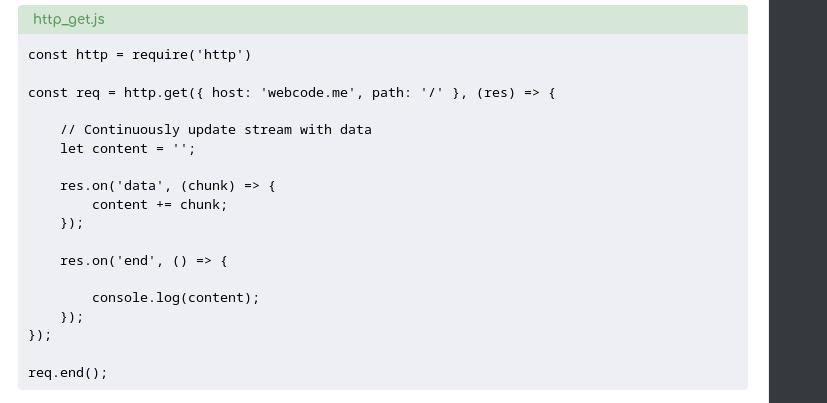 http_get.js
const http = require('http')
const req = http.get({ host: 'webcode.me', path: '/' }, (res) => {
// Continuously update stream with data
let content = '';
res.on('data', (chunk) => {
content += chunk;
});
res.on('end', () => {
console.log(content);
});
});
req.end();